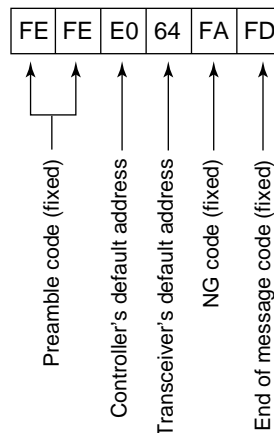 FE FE E0 64 FA FD
Preamble code (fixed)
Controller's default address
Transceiver's default address
NG code (fixed)
End of message code (fixed)